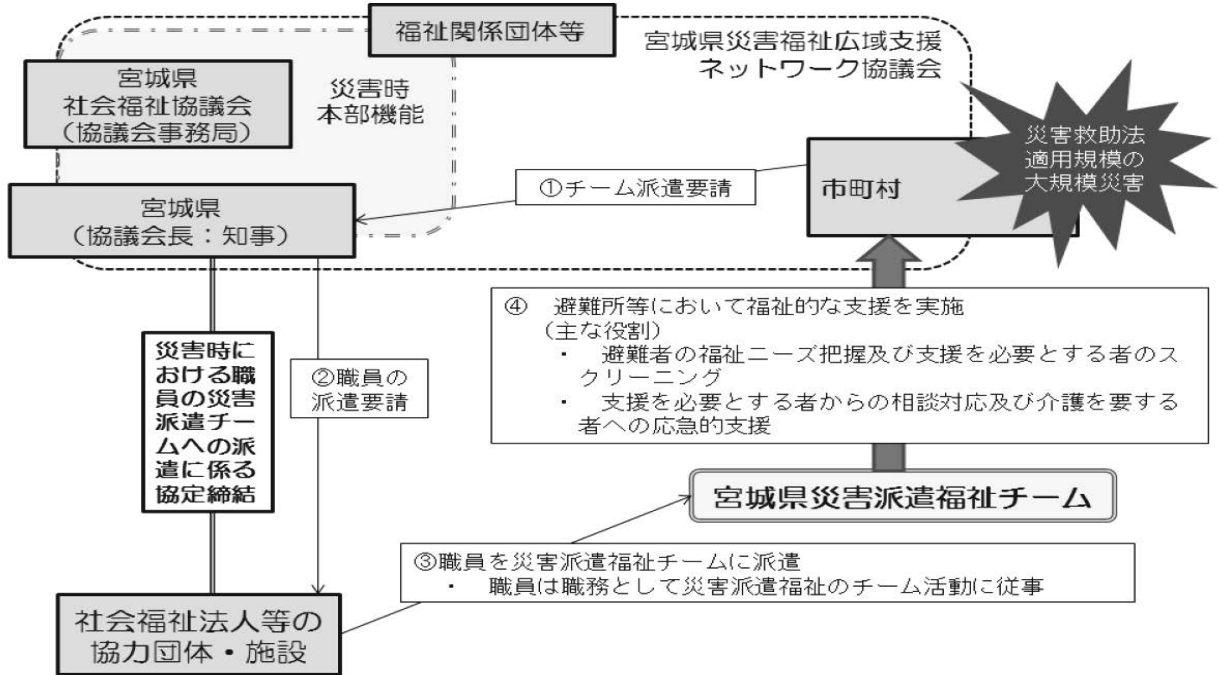 福祉関係団体等
宮城県災害福祉広域支援
ネットワーク協議会
宮城県
社会福祉協議会
（協議会事務局）
災害時
本部機能
災害救助法
適用規模の
大規模災害
市町村
①チーム派遣要請
宮城県
（協議会長：知事）
④　避難所等において福祉的な支援を実施
（主な役割）
・　避難者の福祉ニーズ把握及び支援を必要とする者のス
クリーニング
・　支援を必要とする者からの相談対応及び介護を要する
者への応急的支援
災害時に
おける職
員の災害
派遣チー
ムへの派
遣に係る
協定締結
②職員の
派遣要請
宮城県災害派遣福祉チーム
③職員を災害派遣福祉チームに派遣
・　職員は職務として災害派遣福祉のチーム活動に従事
社会福祉法人等の
協力団体・施設